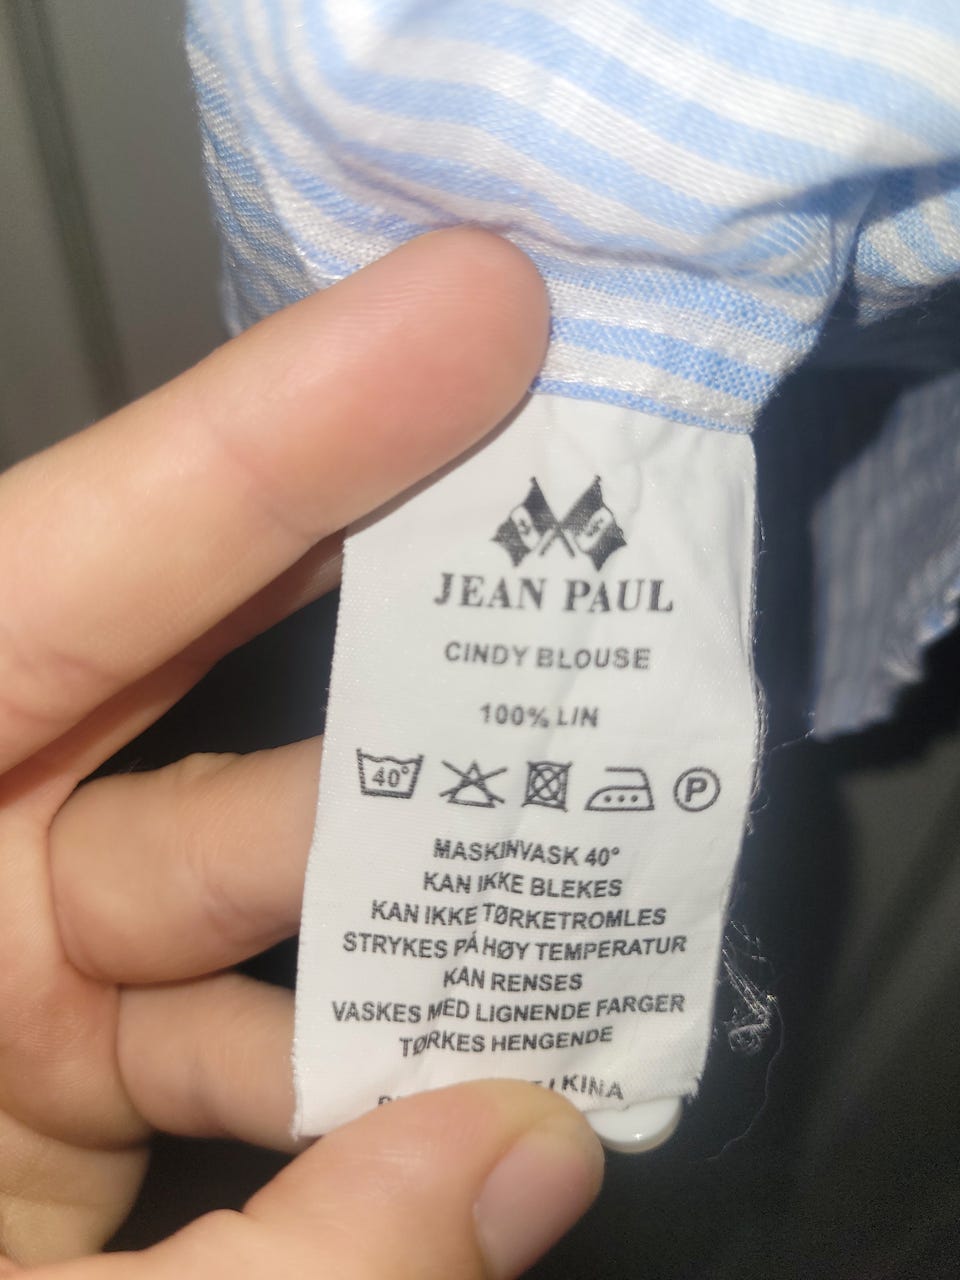 JEAN PAUL
CINDY BLOUSE
100% LIN
40°
P
MASKINVASK 40°
KAN IKKE BLEKES
KAN IKKE TØRKETROMLES
STRYKES PÅ HØY TEMPERATUR
KAN RENSES
VASKES MED LIGNENDE FARGER
TØRKES HENGENDE
I KINA